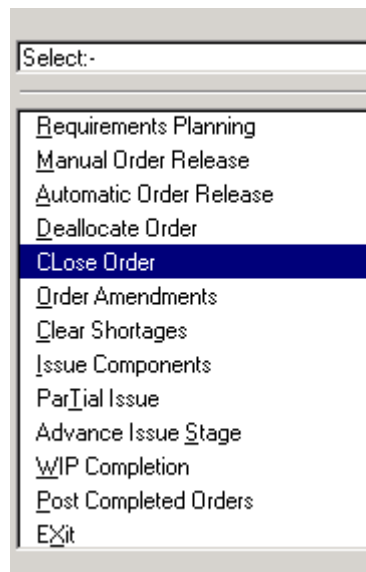 Select:-
Requirements Planning
Manual Order Release
Automatic Order Release
Deallocate Order
CLose Order
Order Amendments
Clear Shortages
Issue Components
ParTial Issue
Advance Issue Stage
WIP Completion
Post Completed Orders
EXit